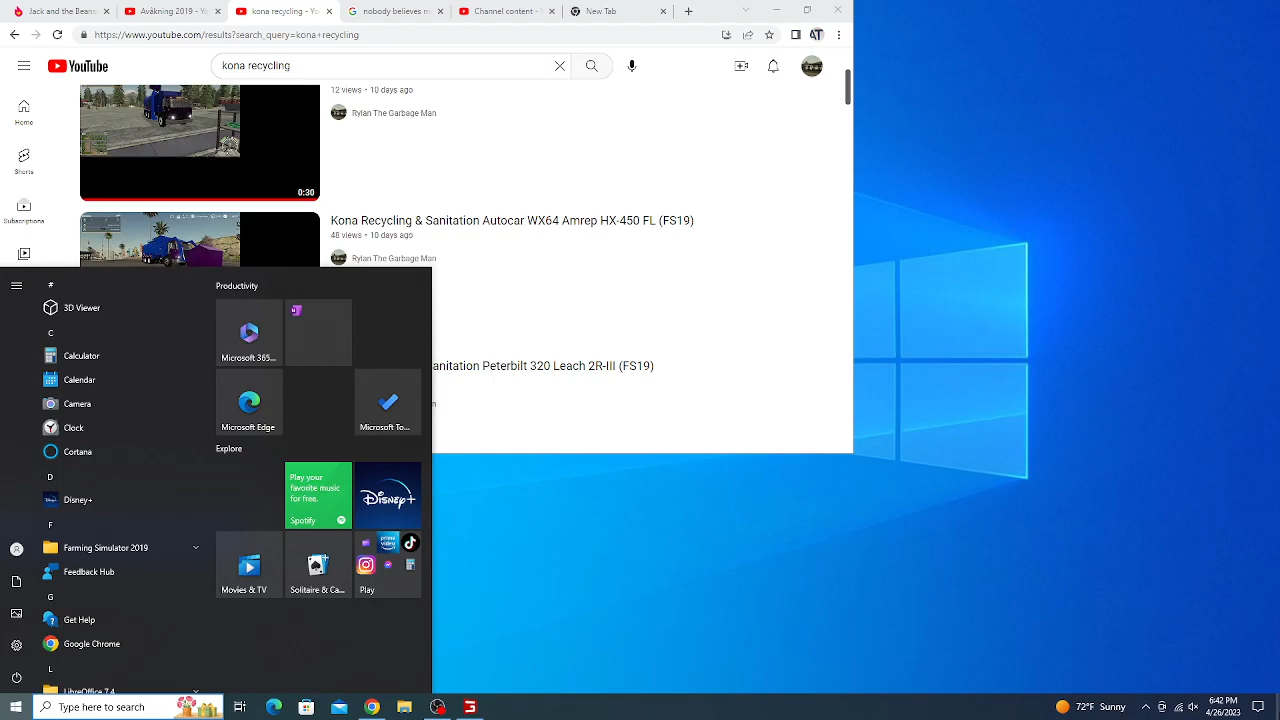 Jack and the Beans
Avåkning 2019 - Yo
kona recycling - Yo
nobody believes m
Channel content - 
New Tab
https://www.youtube.com/results?search_query=kona+recycling
AT
YouTube
kona recycling
12 views • 10 days ago
Rylan The Garbage Man
0:30
Home
Shorts
Subscriptions
Kona Recycling & Sanitation Autocar WX64 Amrep HX-450 FL (FS19)
48 views • 10 days ago
Rylan The Garbage Man
anitation Peterbilt 320 Leach 2R-III (FS19)
n
#
3D Viewer
C
Calculator
Calendar
Camera
Clock
Cortana
D
Disney+
F
Farming Simulator 2019
Feedback Hub
G
Get Help
Google Chrome
L
LibreOffice 7.4
Productivity
Microsoft 365...
Microsoft Edge
Microsoft To...
Explore
Play your
favorite music
for free.
Spotify
Disney+
Movies & TV
Solitaire & Ca...
prime video
Play
Type here to search
72°F Sunny
6:42 PM
4/26/2023